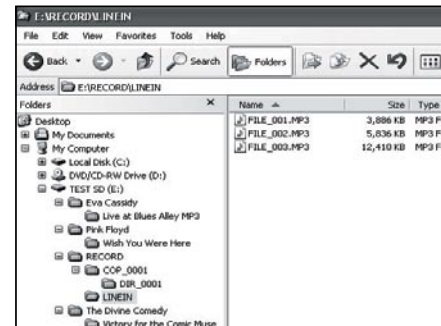 E:\RECORD\LINEIN
File Edit View Favorites Tools Help
Back Search Folders
Address E:\RECORD\LINEIN
Folders
Desktop
My Documents
My Computer
Local Disk (C:)
DVD/CD-RW Drive (D:)
TEST SD (E:)
Eva Cassidy
Live at Blues Alley MP3
Pink Floyd
Wish You Were Here
RECORD
COP_0001
DIR_0001
LINEIN
The Divine Comedy
Victory for the Comic Muse
Name Size Type
FILE_001.MP3 3,886 KB MP3 F
FILE_002.MP3 5,836 KB MP3 F
FILE_003.MP3 12,410 KB MP3 F